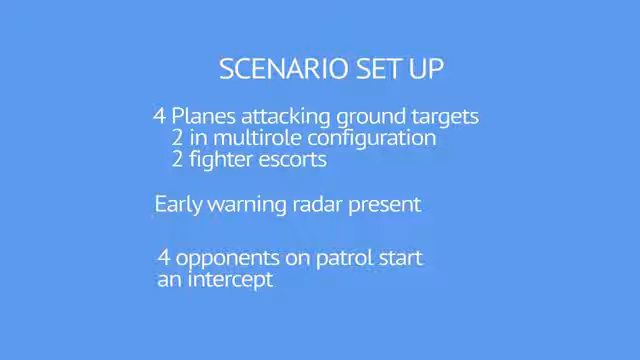 SCENARIO SET UP
4 Planes attacking ground targets
2 in multirole configuration
2 fighter escorts
Early warning radar present
4 opponents on patrol start
an intercept